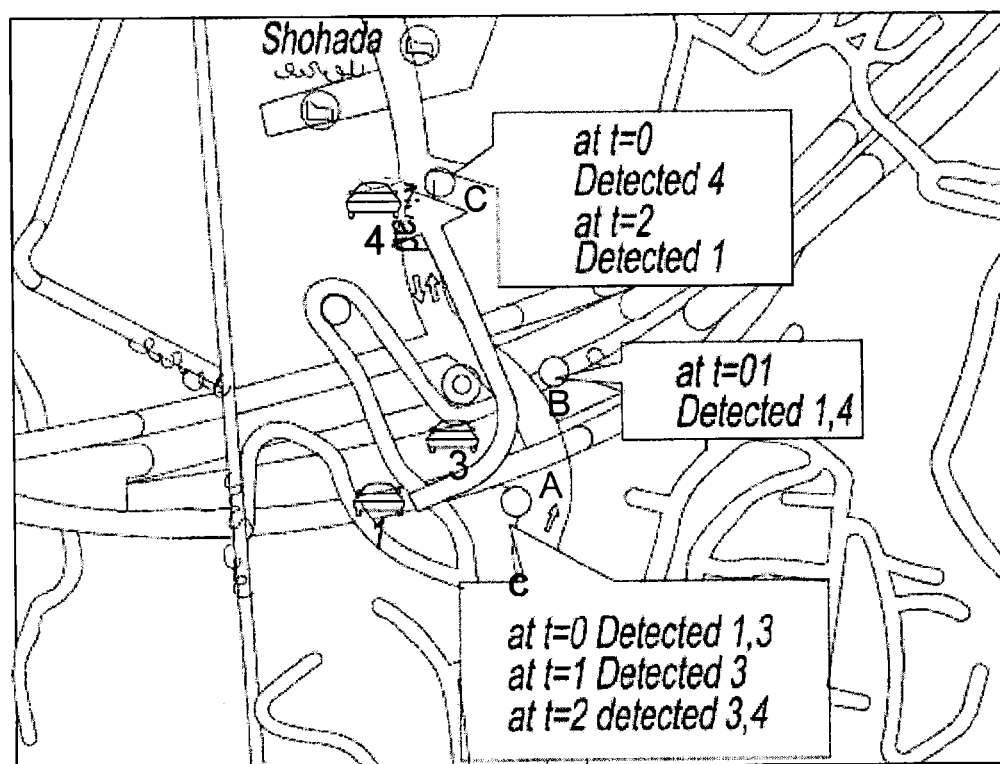 Shohada
at t=0
Detected 4
at t=2
Detected 1
C
4
at t=01
Detected 1,4
B
3
A
c
at t=0 Detected 1,3
at t=1 Detected 3
at t=2 detected 3,4